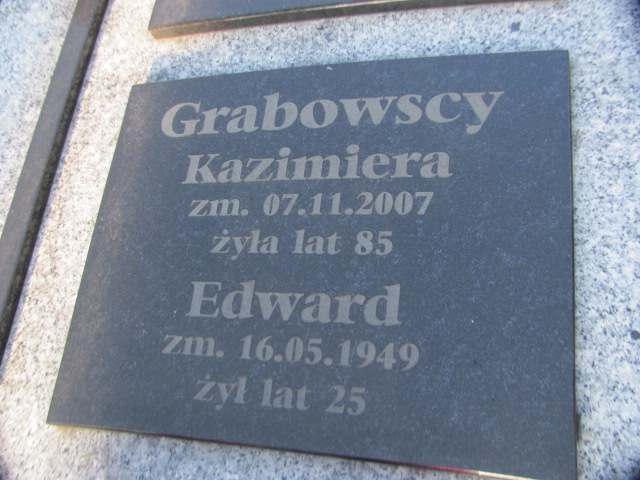 Grabowscy
Kazimiera
zm. 07.11.2007
żyła lat 85
Edward
zm. 16.05.1949
żył lat 25